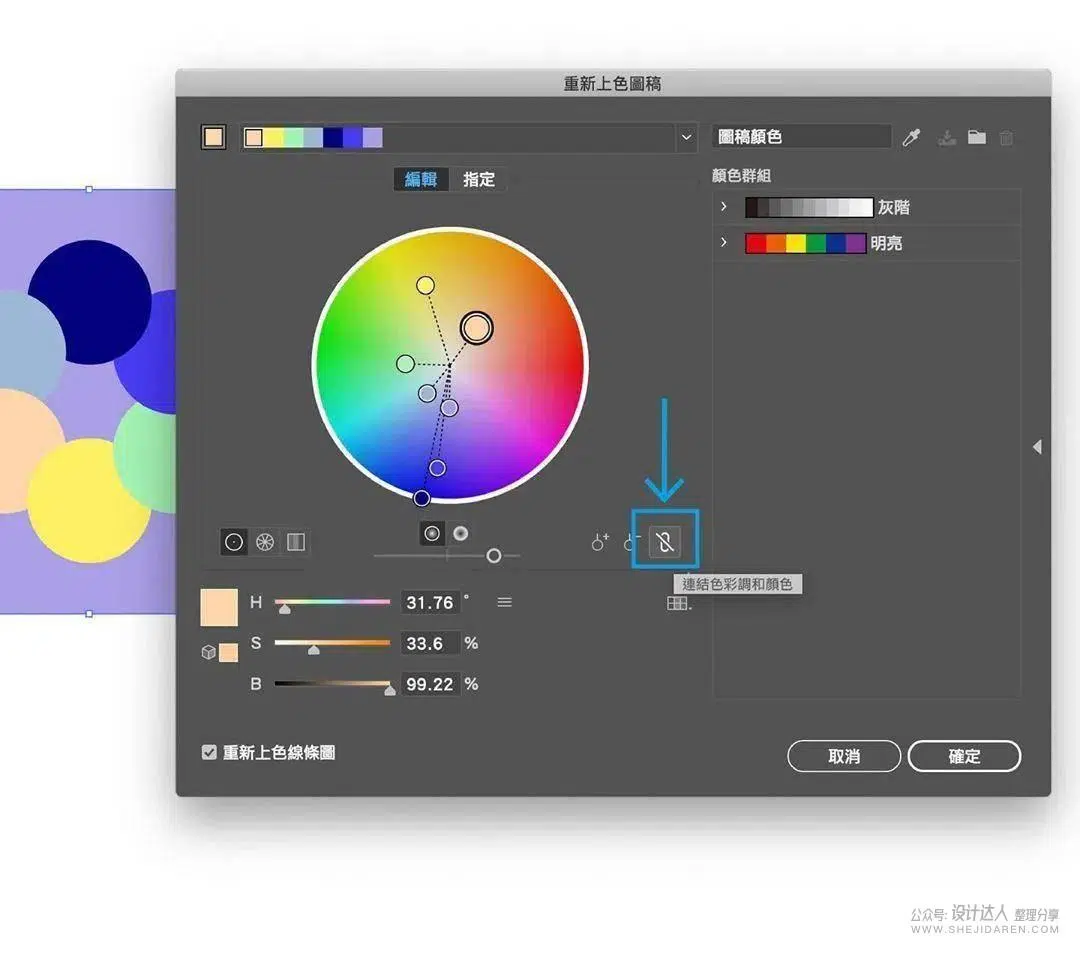 重新上色圖稿
圖稿顏色
編輯 指定
顏色群組
灰階
明亮
連結色彩調和顏色
H 31.76 °
S 33.6 %
B 99.22 %
重新上色線條圖
取消 確定
公众号: 设计达人 整理分享
WWW.SHEJIDAREN.COM